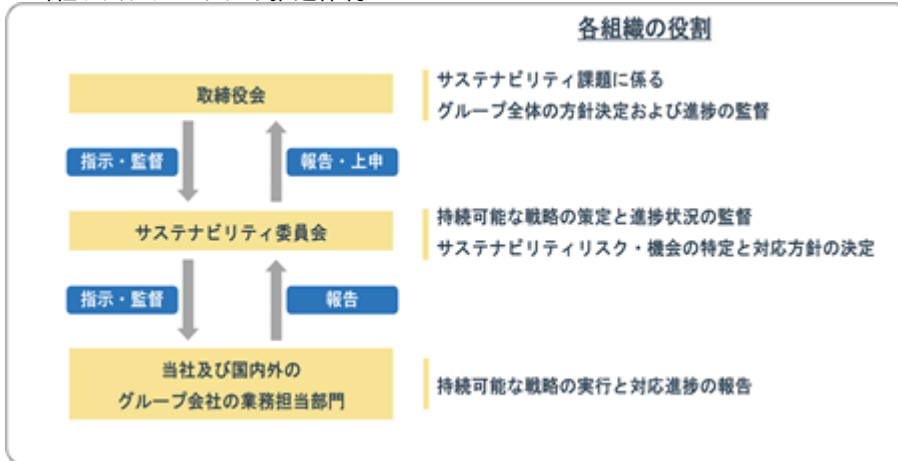 各組織の役割
取締役会
サステナビリティ課題に係る
グループ全体の方針決定および進捗の監督
指示・監督
報告・上申
サステナビリティ委員会
持続可能な戦略の策定と進捗状況の監督
サステナビリティリスク・機会の特定と対応方針の決定
指示・監督
報告
当社及び国内外の
グループ会社の業務担当部門
持続可能な戦略の実行と対応進捗の報告